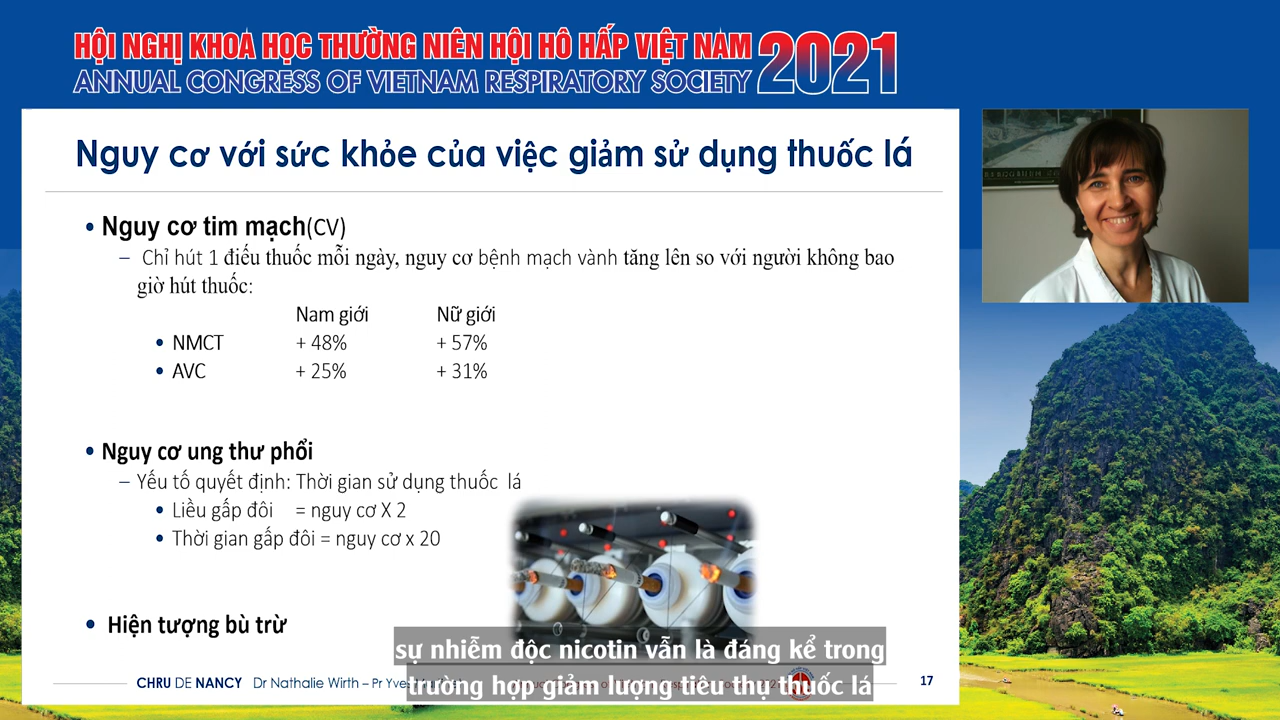 HỘI NGHỊ KHOA HỌC THƯỜNG NIÊN HỘI HÔ HẤP VIỆT NAM 2021
ANNUAL CONGRESS OF VIETNAM RESPIRATORY SOCIETY
Nguy cơ với sức khỏe của việc giảm sử dụng thuốc lá
• Nguy cơ tim mạch(CV)
– Chỉ hút 1 điếu thuốc mỗi ngày, nguy cơ bệnh mạch vành tăng lên so với người không bao
giờ hút thuốc:
Nam giới Nữ giới
• NMCT + 48% + 57%
• AVC + 25% + 31%
• Nguy cơ ung thư phổi
– Yếu tố quyết định: Thời gian sử dụng thuốc lá
• Liều gấp đôi = nguy cơ X 2
• Thời gian gấp đôi = nguy cơ x 20
• Hiện tượng bù trừ
sự nhiễm độc nicotin vẫn là đáng kể trong
trường hợp giảm lượng tiêu thụ thuốc lá
CHRU DE NANCY Dr Nathalie Wirth – Pr Yves
17